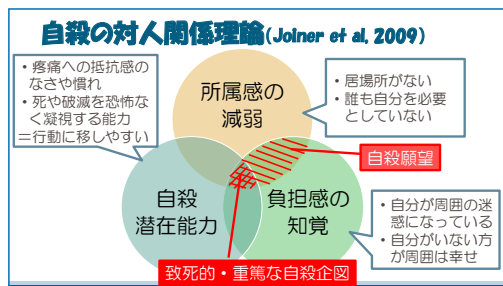 自殺の対人関係理論(Joiner et al, 2009)
・疼痛への抵抗感の
なさや慣れ
・死や破滅を恐怖な
く凝視する能力
＝行動に移しやすい
所属感の
減弱
・居場所がない
・誰も自分を必要
としていない
自殺願望
自殺
潜在能力
負担感の
知覚
・自分が周囲の迷
惑になっている
・自分がいない方
が周囲は幸せ
致死的・重篤な自殺企図